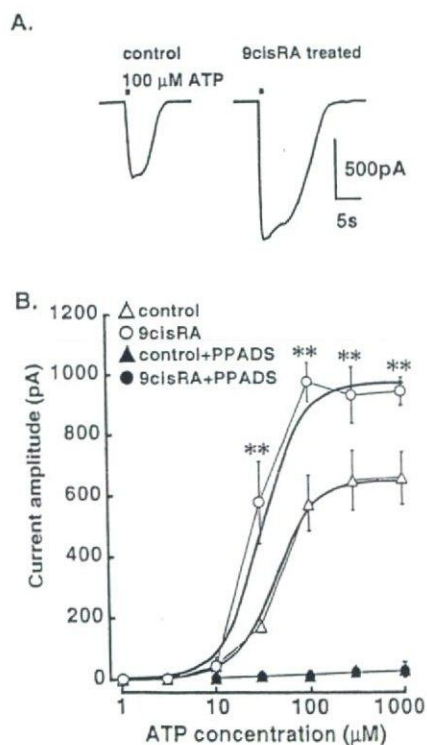 A.
control
100 μM ATP
9cisRA treated
500pA
5s
B.
1200
1000
800
600
400
200
0
Current amplitude (pA)
△ control
○ 9cisRA
▲ control+PPADS
● 9cisRA+PPADS
**
**
**
**
1
10
100
1000
ATP concentration (μM)